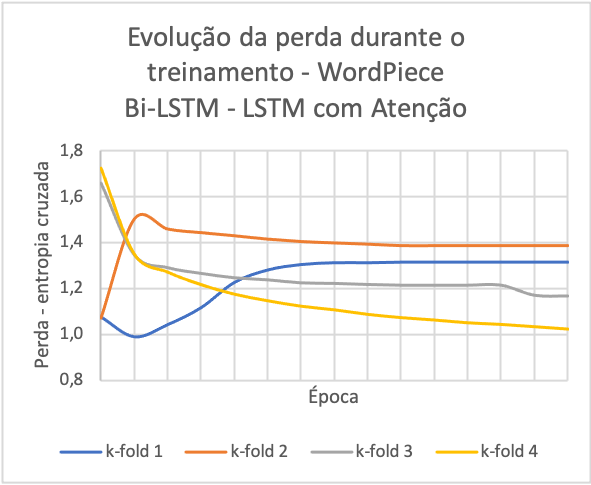 Evolução da perda durante o
treinamento - WordPiece
Bi-LSTM - LSTM com Atenção
Perda - entropia cruzada
1,8
1,6
1,4
1,2
1,0
0,8
Época
k-fold 1 k-fold 2 k-fold 3 k-fold 4